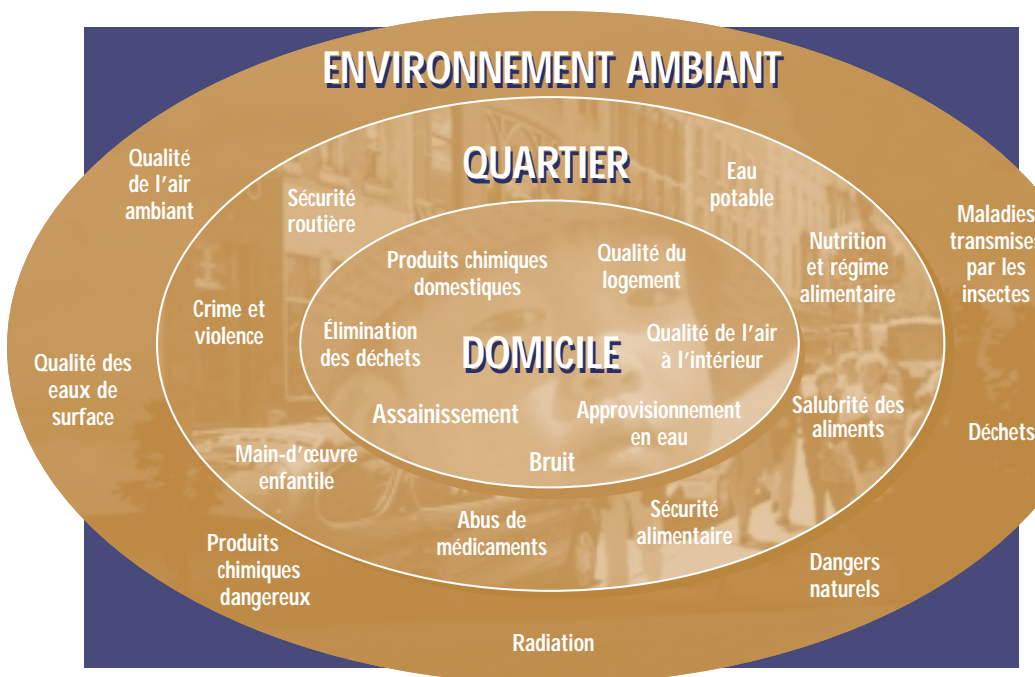 ENVIRONNEMENT AMBIANT
Qualité
de l'air
ambiant
Qualité des
eaux de
surface
Produits
chimiques
dangereux
Radiation
Dangers
naturels
Déchets
Maladies
transmises
par les
insectes
QUARTIER
Sécurité
routière
Crime et
violence
Main-d'œuvre
enfantile
Abus de
médicaments
Sécurité
alimentaire
Salubrité des
aliments
Nutrition
et régime
alimentaire
Eau
potable
DOMICILE
Produits chimiques
domestiques
Qualité du
logement
Élimination
des déchets
Qualité de l'air
à l'intérieur
Assainissement
Approvisionnement
en eau
Bruit